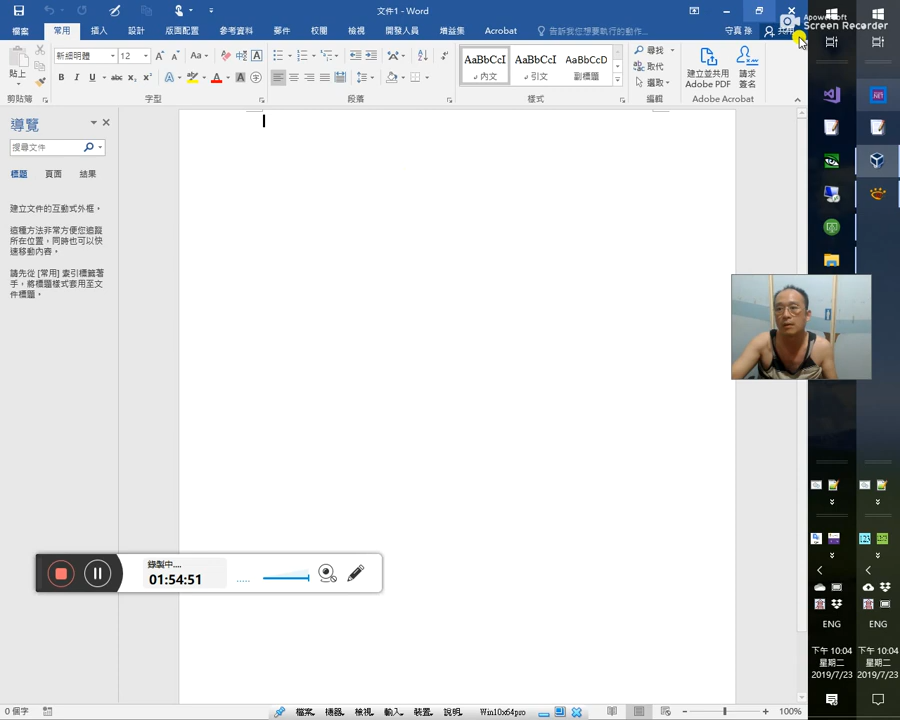 文件1 - Word
Apowersoft
Screen Recorder
檔案 常用 插入 設計 版面配置 參考資料 郵件 校閱 檢視 開發人員 增益集 Acrobat 告訴我您想要執行的動作... 守真 孫 共用
貼上
新細明體 12
AaBbCcI AaBbCcI AaBbCcD
內文 引文 副標題
尋找
取代
選取
建立並共用 Adobe PDF
請求 簽名
剪貼簿 字型 段落 樣式 編輯 Adobe Acrobat
導覽
搜尋文件
標題 頁面 結果
建立文件的互動式外框。
這種方法非常方便您追蹤
所在位置，同時也可以快
速移動內容。
請先從 [常用] 索引標籤著
手，將標題樣式套用至文
件標題。
錄製中....
01:54:51
ENG ENG
下午 10:04 下午 10:04
星期二 星期二
2019/7/23 2019/7/23
0 個字 檔案 機器 檢視 輸入 裝置 說明 Win10x64pro 100%